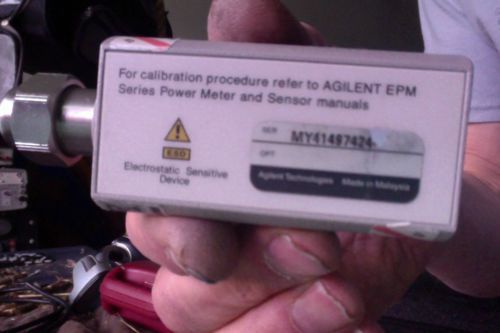 For calibration procedure refer to AGILENT EPM
Series Power Meter and Sensor manuals
ESD
Electrostatic Sensitive
Device
SER MY41497424
OPT
Agilent Technologies Made in Malaysia